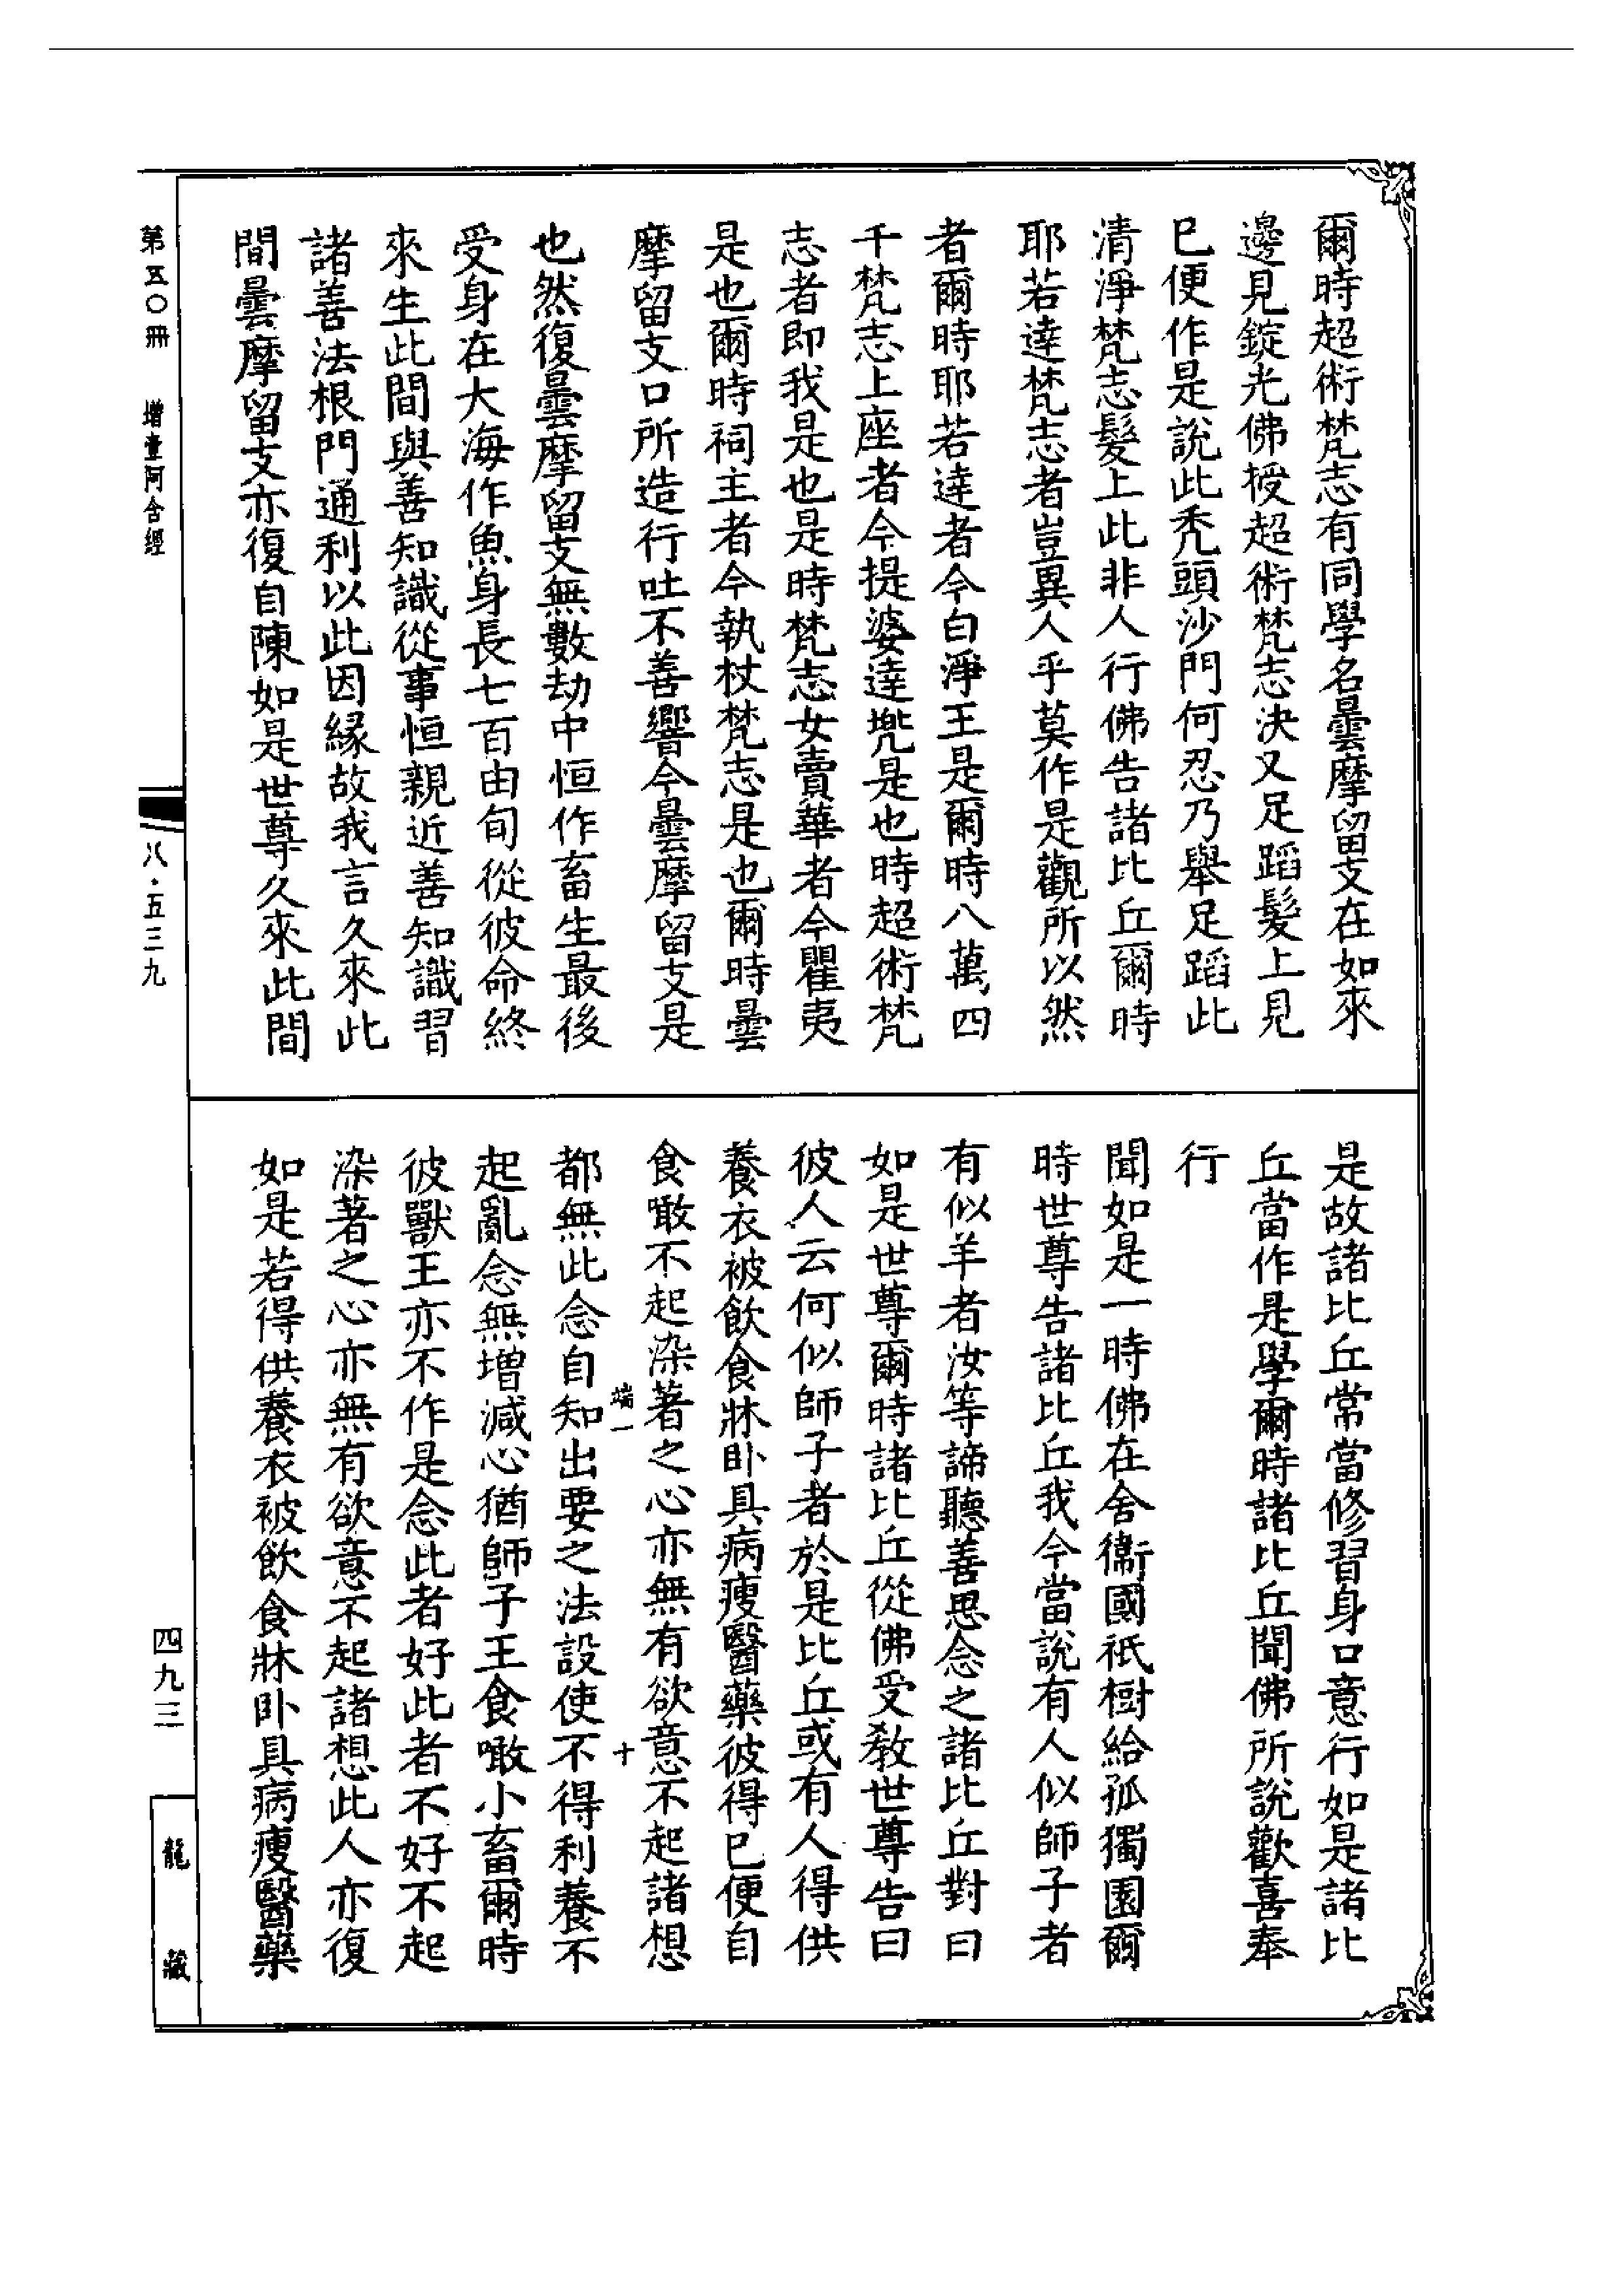 爾時超術梵志有同學名曇摩留支在如來
邊見錠光佛授超術梵志決又足蹈髮上見
已便作是說此禿頭沙門何忍乃舉足蹈此
清淨梵志髮上此非人行佛告諸比丘爾時
耶若達梵志者豈異人乎莫作是觀所以然
者爾時耶若達者今白淨王是爾時八萬四
千梵志上座者今提婆達兜是也時超術梵
志者即我是也是時梵志女賣華者今瞿夷
是也爾時祠主者今執杖梵志是也爾時曇
摩留支口所造行吐不善響今曇摩留支是
也然復曇摩留支無數劫中恒作畜生最後
受身在大海作魚身長七百由旬從彼命終
來生此間與善知識從事恒親近善知識習
諸善法根門通利以此因緣故我言久來此
間曇摩留支亦復自陳如是世尊久來此間
是故諸比丘常當修習身口意行如是諸比
丘當作是學爾時諸比丘聞佛所說歡喜奉
行
聞如是一時佛在舍衞國祇樹給孤獨園爾
時世尊告諸比丘我今當說有人似師子者
有似羊者汝等諦聽善思念之諸比丘對曰
如是世尊爾時諸比丘從佛受教世尊告曰
彼人云何似師子者於是比丘或有人得供
養衣被飲食牀卧具病瘦醫藥彼得已便自
食噉不起染著之心亦無有欲意不起諸想
端一 十
都無此念自知出要之法設使不得利養不
起亂念無增減心猶師子王食噉小畜爾時
彼獸王亦不作是念此者好此者不好不起
染著之心亦無有欲意不起諸想此人亦復
如是若得供養衣被飲食牀卧具病瘦醫藥
第五〇冊 增壹阿含經
八·五三九
四九三
龍藏